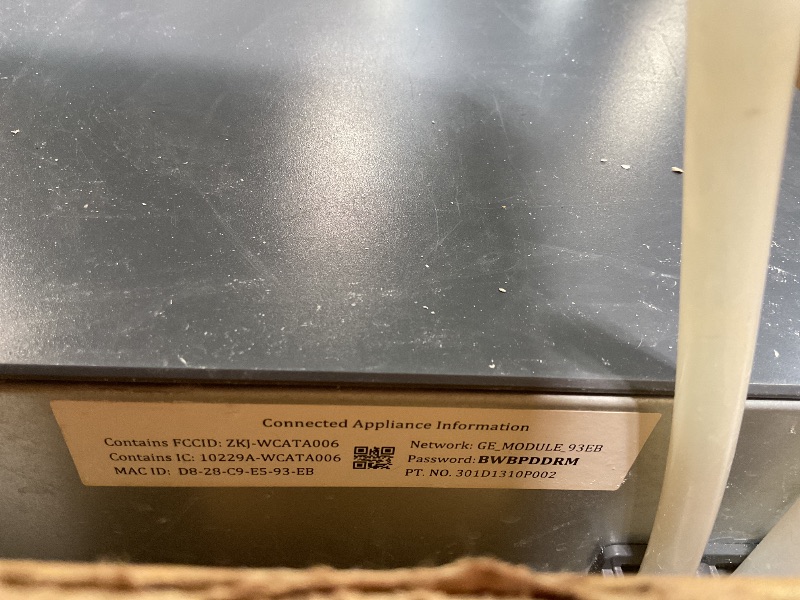 Connected Appliance Information
Contains FCCID: ZKJ-WCATA006
Contains IC: 10229A-WCATA006
MAC ID: D8-28-C9-E5-93-EB
Network: GE_MODULE_93EB
Password: BWBPDDRM
PT. NO. 301D1310P002